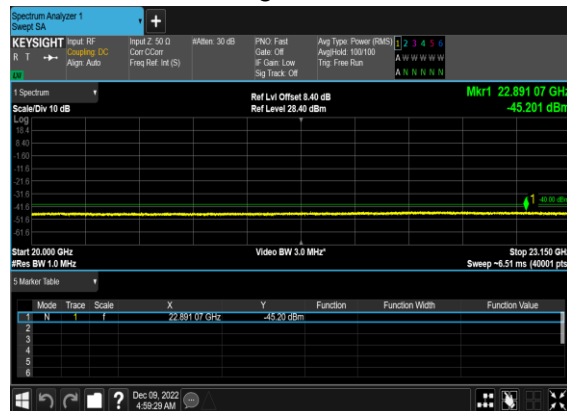 Spectrum Analyzer 1
Swept SA
KEYSIGHT
R T
LW
Input: RF
Coupling: DC
Align: Auto
Input Z: 50 Ω
Corr CCorr
Freq Ref: Int (S)
#Atten: 30 dB
PNO: Fast
Gate: Off
IF Gain: Low
Sig Track: Off
Avg Type: Power (RMS)
Avg|Hold: 100/100
Trig: Free Run
1 2 3 4 5 6
A W W W W W
A N N N N N
1 Spectrum
Scale/Div 10 dB
Ref Lvl Offset 8.40 dB
Ref Level 28.40 dBm
Mkr1 22.891 07 GHz
-45.201 dBm
Log
18.4
8.40
-1.60
-11.6
-21.6
-31.6
-41.6
-51.6
-61.6
1
-40.00 dBm
Start 20.000 GHz
#Res BW 1.0 MHz
Video BW 3.0 MHz*
Stop 23.150 GHz
Sweep ~6.51 ms (40001 pts)
5 Marker Table
Mode Trace Scale X Y Function Function Width Function Value
1 N 1 f 22.891 07 GHz -45.20 dBm
2
3
4
5
6
?
Dec 09, 2022
4:59:29 AM